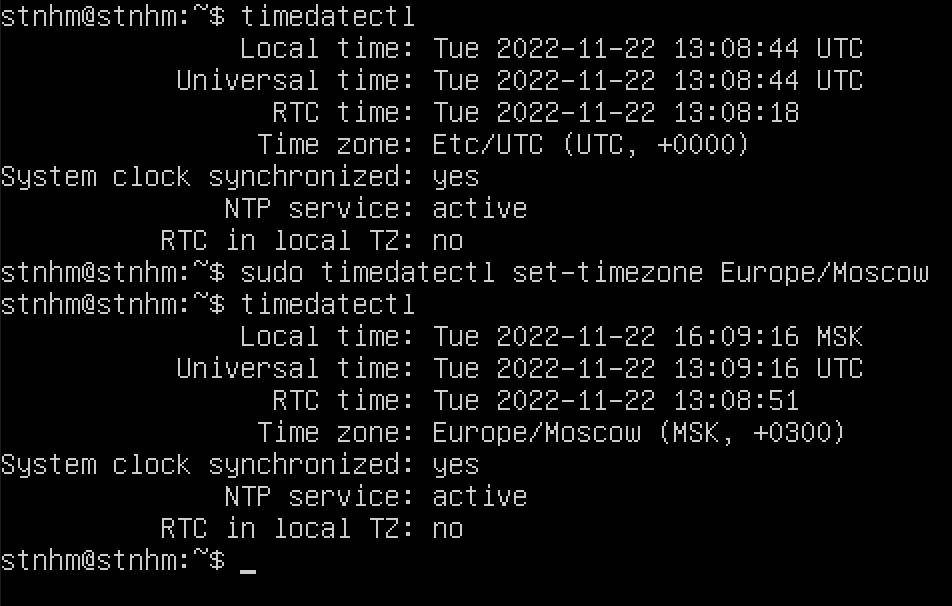 stnhm@stnhm:~$ timedatectl
               Local time: Tue 2022-11-22 13:08:44 UTC
           Universal time: Tue 2022-11-22 13:08:44 UTC
                 RTC time: Tue 2022-11-22 13:08:18
                Time zone: Etc/UTC (UTC, +0000)
System clock synchronized: yes
              NTP service: active
          RTC in local TZ: no
stnhm@stnhm:~$ sudo timedatectl set-timezone Europe/Moscow
stnhm@stnhm:~$ timedatectl
               Local time: Tue 2022-11-22 16:09:16 MSK
           Universal time: Tue 2022-11-22 13:09:16 UTC
                 RTC time: Tue 2022-11-22 13:08:51
                Time zone: Europe/Moscow (MSK, +0300)
System clock synchronized: yes
              NTP service: active
          RTC in local TZ: no
stnhm@stnhm:~$ _